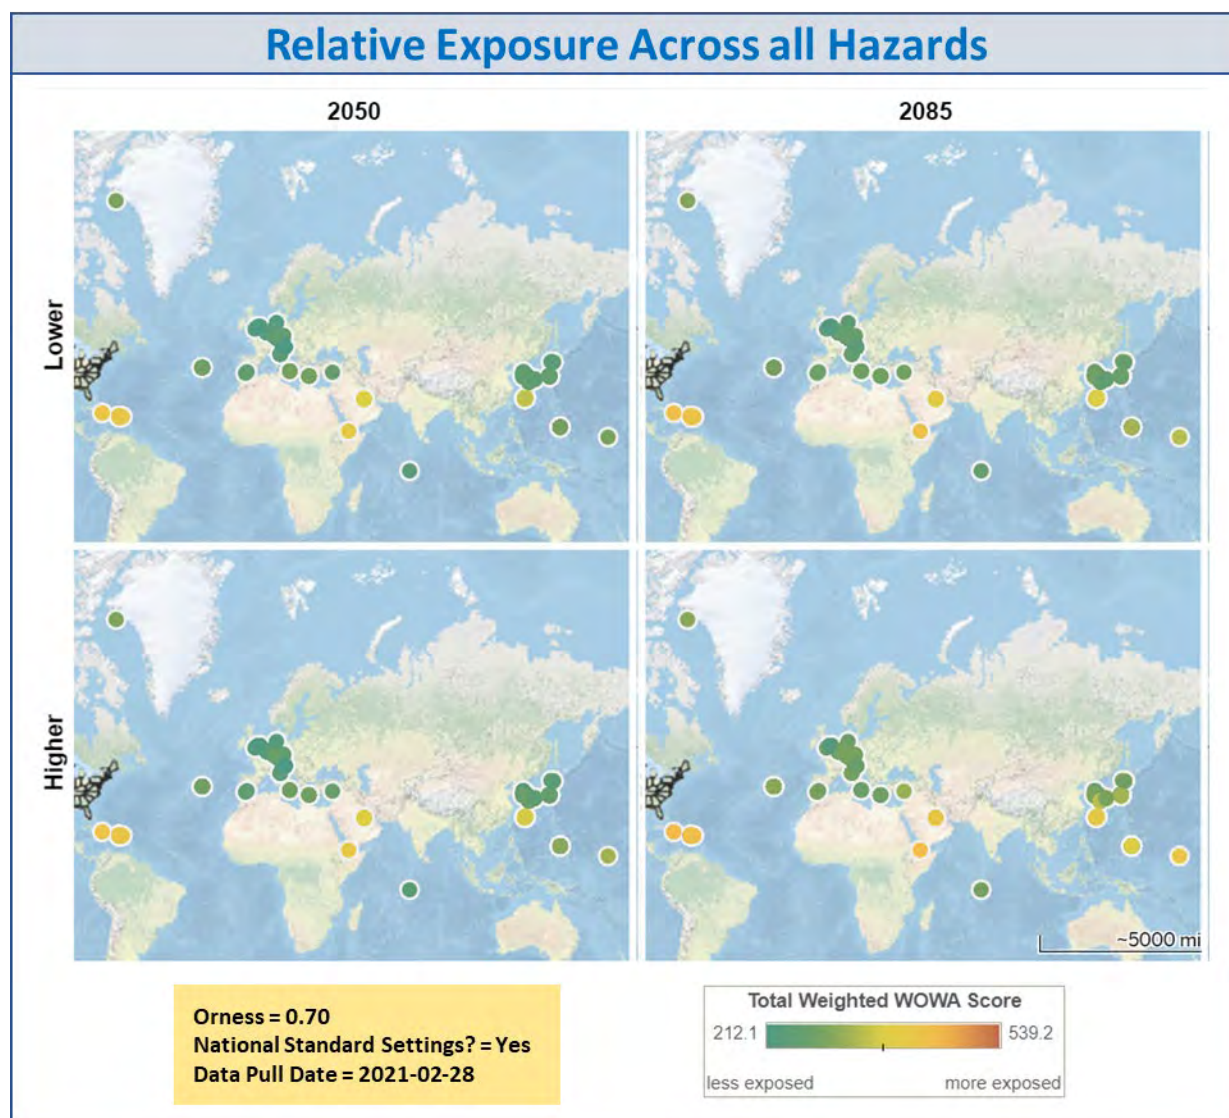 Relative Exposure Across all Hazards
2050
2085
Lower
Higher
~5000 mi
Orness = 0.70
National Standard Settings? = Yes
Data Pull Date = 2021-02-28
Total Weighted WOWA Score
212.1
539.2
less exposed
more exposed